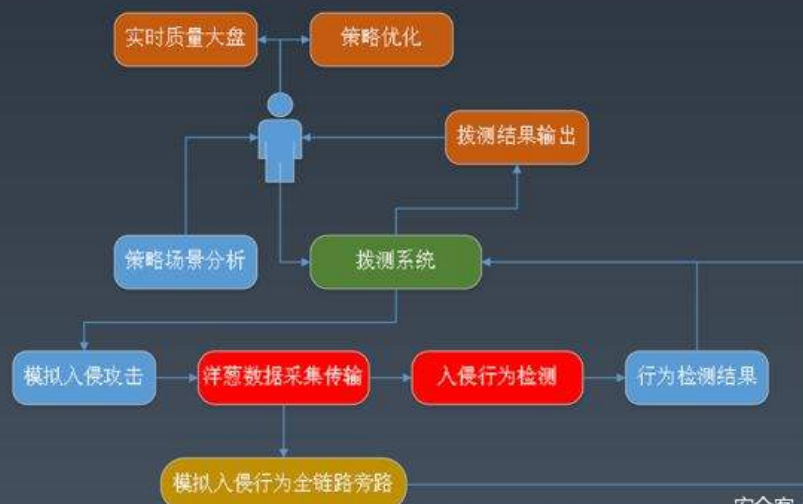 实时质量大盘
策略优化
拨测结果输出
策略场景分析
拨测系统
模拟入侵攻击
洋葱数据采集传输
入侵行为检测
行为检测结果
模拟入侵行为全链路旁路
安全客